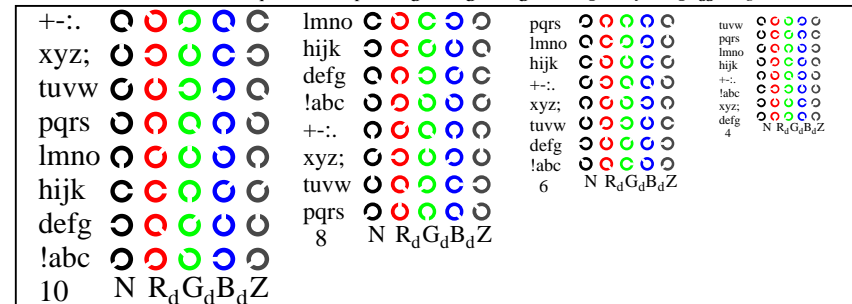 +-:.
xyz;
tuvw
pqrs
lmno
hijk
defg
!abc
10 N RdGdBdZ
lmno
hijk
defg
!abc
+-:.
xyz;
tuvw
pqrs
8 N RdGdBdZ
pqrs
lmno
hijk
+-:.
xyz;
tuvw
defg
!abc
6 N RdGdBdZ
tuvw
pqrs
lmno
hijk
+-:.
!abc
xyz;
defg
4 N RdGdBdZ